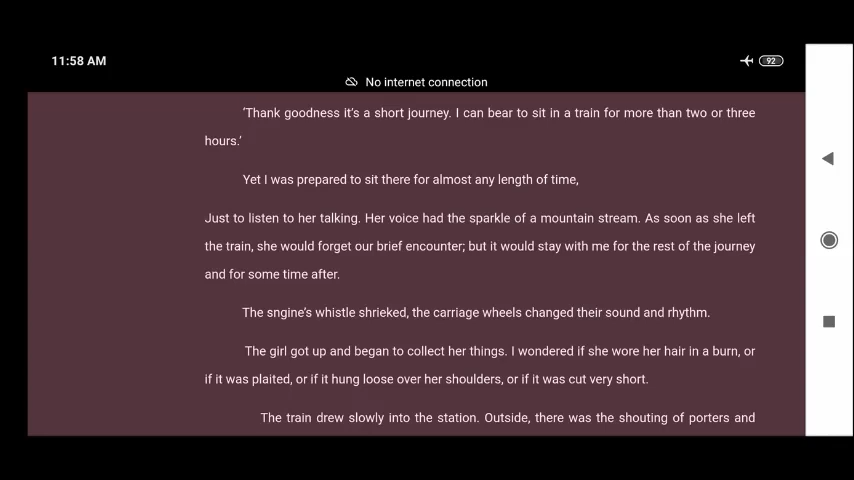 11:58 AM
92
No internet connection
‘Thank goodness it's a short journey. I can bear to sit in a train for more than two or three
hours.’
Yet I was prepared to sit there for almost any length of time,
Just to listen to her talking. Her voice had the sparkle of a mountain stream. As soon as she left
the train, she would forget our brief encounter; but it would stay with me for the rest of the journey
and for some time after.
The sngine's whistle shrieked, the carriage wheels changed their sound and rhythm.
The girl got up and began to collect her things. I wondered if she wore her hair in a burn, or
if it was plaited, or if it hung loose over her shoulders, or if it was cut very short.
The train drew slowly into the station. Outside, there was the shouting of porters and